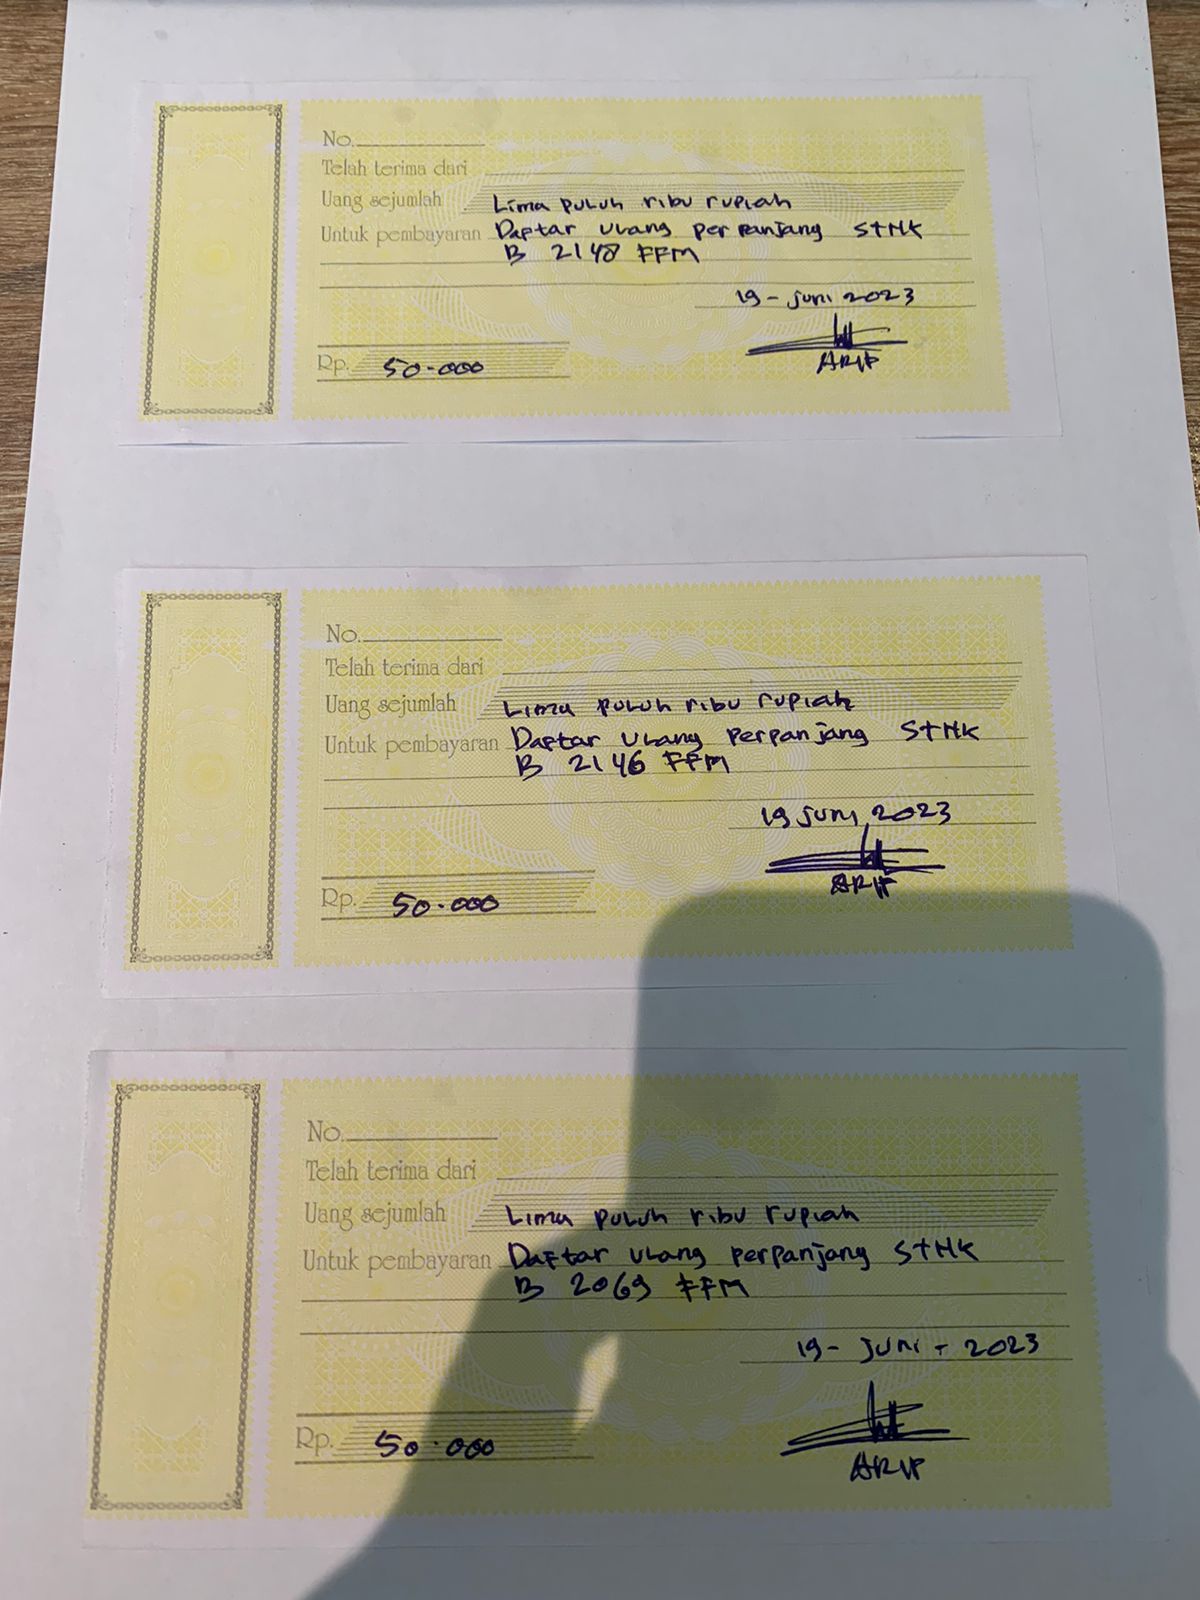 No.
Telah terima dari
Uang sejumlah Lima puluh ribu rupiah
Untuk pembayaran Daftar ulang perpanjang STNK
B 2148 FFM
19 - juni 2023
Rp. 50.000
ARIF
No.
Telah terima dari
Uang sejumlah Lima puluh ribu rupiah
Untuk pembayaran Daftar ulang perpanjang STNK
B 2146 FFM
19 juni 2023
ARIF
Rp. 50.000
No.
Telah terima dari
Uang sejumlah Lima puluh ribu rupiah
Untuk pembayaran Daftar ulang perpanjang STNK
B 2069 FFM
19 - juni - 2023
Rp. 50.000
ARIF